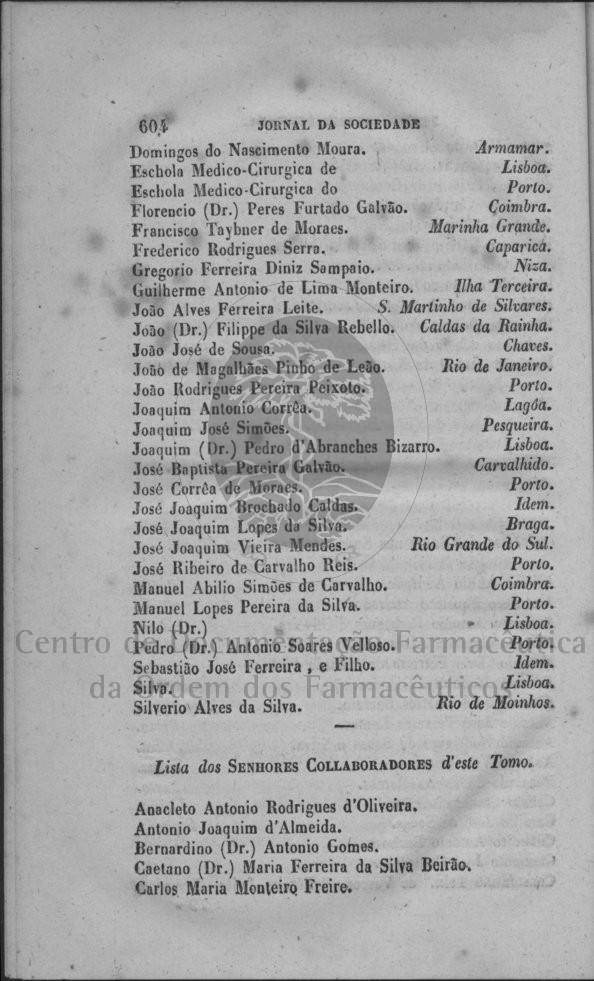 604 JORNAL DA SOCIEDADE
Domingos do Nascimento Moura. Armamar.
Eschola Medico-Cirurgica de Lisboa.
Eschola Medico-Cirurgica do Porto.
Florencio (Dr.) Peres Furtado Galvão. Coimbra.
Francisco Taybner de Moraes. Marinha Grande.
Frederico Rodrigues Serra. Caparica.
Gregorio Ferreira Diniz Sampaio. Niza.
Guilherme Antonio de Lima Monteiro. Ilha Terceira.
João Alves Ferreira Leite. S. Martinho de Silvares.
João (Dr.) Filippe da Silva Rebello. Caldas da Rainha.
João José de Sousa. Chaves.
João de Magalhães Pinho de Leão. Rio de Janeiro.
João Rodrigues Pereira Peixoto. Porto.
Joaquim Antonio Corrêa. Lagôa.
Joaquim José Simões. Pesqueira.
Joaquim (Dr.) Pedro d'Abranches Bizarro. Lisboa.
José Baptista Pereira Galvão. Carvalhido.
José Corrêa de Moraes. Porto.
José Joaquim Brochado Caldas. Idem.
José Joaquim Lopes da Silva. Braga.
José Joaquim Vieira Mendes. Rio Grande do Sul.
José Ribeiro de Carvalho Reis. Porto.
Manuel Abilio Simões de Carvalho. Coimbra.
Manuel Lopes Pereira da Silva. Porto.
Nilo (Dr.) Lisboa.
Pedro (Dr.) Antonio Soares Velloso. Porto.
Sebastião José Ferreira, e Filho. Idem.
Silva. Lisboa.
Silverio Alves da Silva. Rio de Moinhos.
Lista dos SENHORES COLLABORADORES d'este Tomo.
Anacleto Antonio Rodrigues d'Oliveira.
Antonio Joaquim d'Almeida.
Bernardino (Dr.) Antonio Gomes.
Caetano (Dr.) Maria Ferreira da Silva Beirão.
Carlos Maria Monteiro Freire.
Centro de Documentação Farmacêutica
da Ordem dos Farmacêuticos